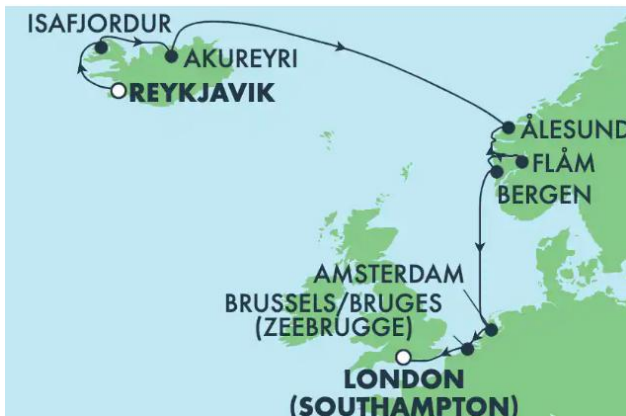 ISAFJORDUR
AKUREYRI
REYKJAVIK
ÅLESUND
FLÅM
BERGEN
AMSTERDAM
BRUSSELS/BRUGES
(ZEEBRUGGE)
LONDON
(SOUTHAMPTON)